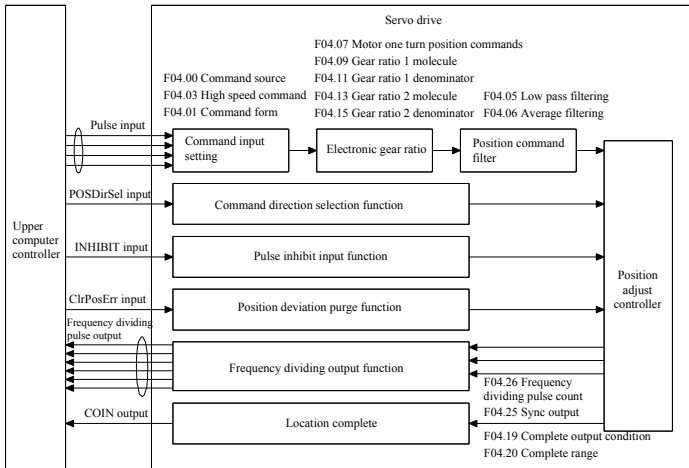 Servo drive
F04.07 Motor one turn position commands
F04.09 Gear ratio 1 molecule
F04.00 Command source
F04.11 Gear ratio 1 denominator
F04.03 High speed command
F04.13 Gear ratio 2 molecule
F04.05 Low pass filtering
F04.01 Command form
F04.15 Gear ratio 2 denominator
F04.06 Average filtering
Pulse input
Command input
setting
Electronic gear ratio
Position command
filter
POSDirSel input
Command direction selection function
Upper
computer
controller
INHIBIT input
Pulse inhibit input function
Position
adjust
controller
ClrPosErr input
Position deviation purge function
Frequency dividing
pulse output
Frequency dividing output function
F04.26 Frequency
dividing pulse count
F04.25 Sync output
COIN output
Location complete
F04.19 Complete output condition
F04.20 Complete range